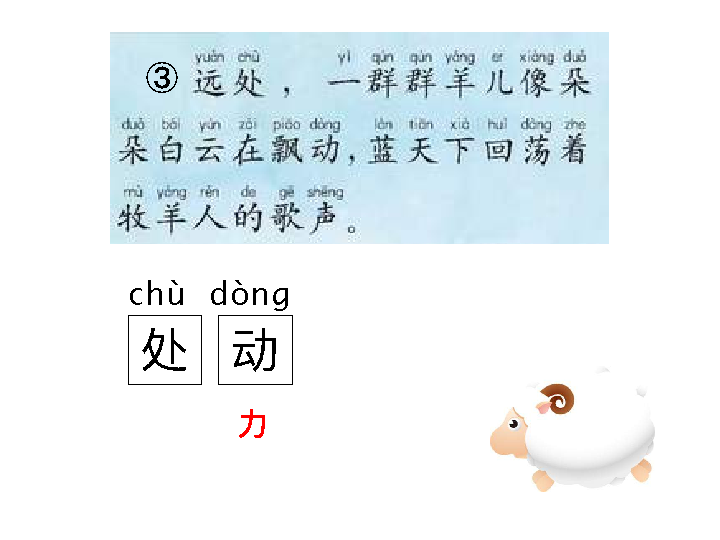 yuǎn chù yì qún qún yáng er xiàng duǒ
③远处，一群群羊儿像朵
duǒ bái yún zài piāo dòng lán tiān xià huí dàng zhe
朵白云在飘动，蓝天下回荡着
mù yáng rén de gē shēng
牧羊人的歌声。
chù dòng
处 动
力